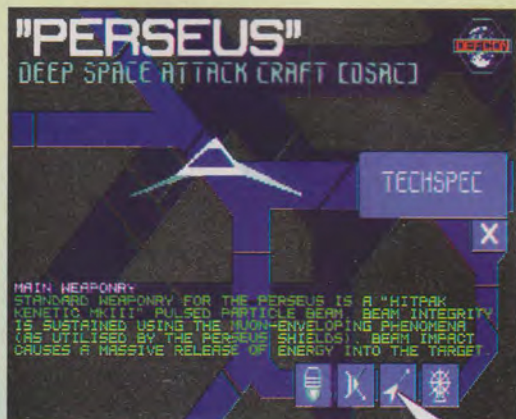 "PERSEUS"
DEFCON
DEEP SPACE ATTACK CRAFT [DSAC]
TECHSPEC
X
MAIN WEAPONRY
STANDARD WEAPONRY FOR THE PERSEUS IS A "HITPAK
KENETIC MKIII" PULSED PARTICLE BEAM. BEAM INTEGRITY
IS SUSTAINED USING THE MUON-ENVELOPING PHENOMENA
(AS UTILISED BY THE PERSEUS SHIELDS). BEAM IMPACT
CAUSES A MASSIVE RELEASE OF ENERGY INTO THE TARGET.